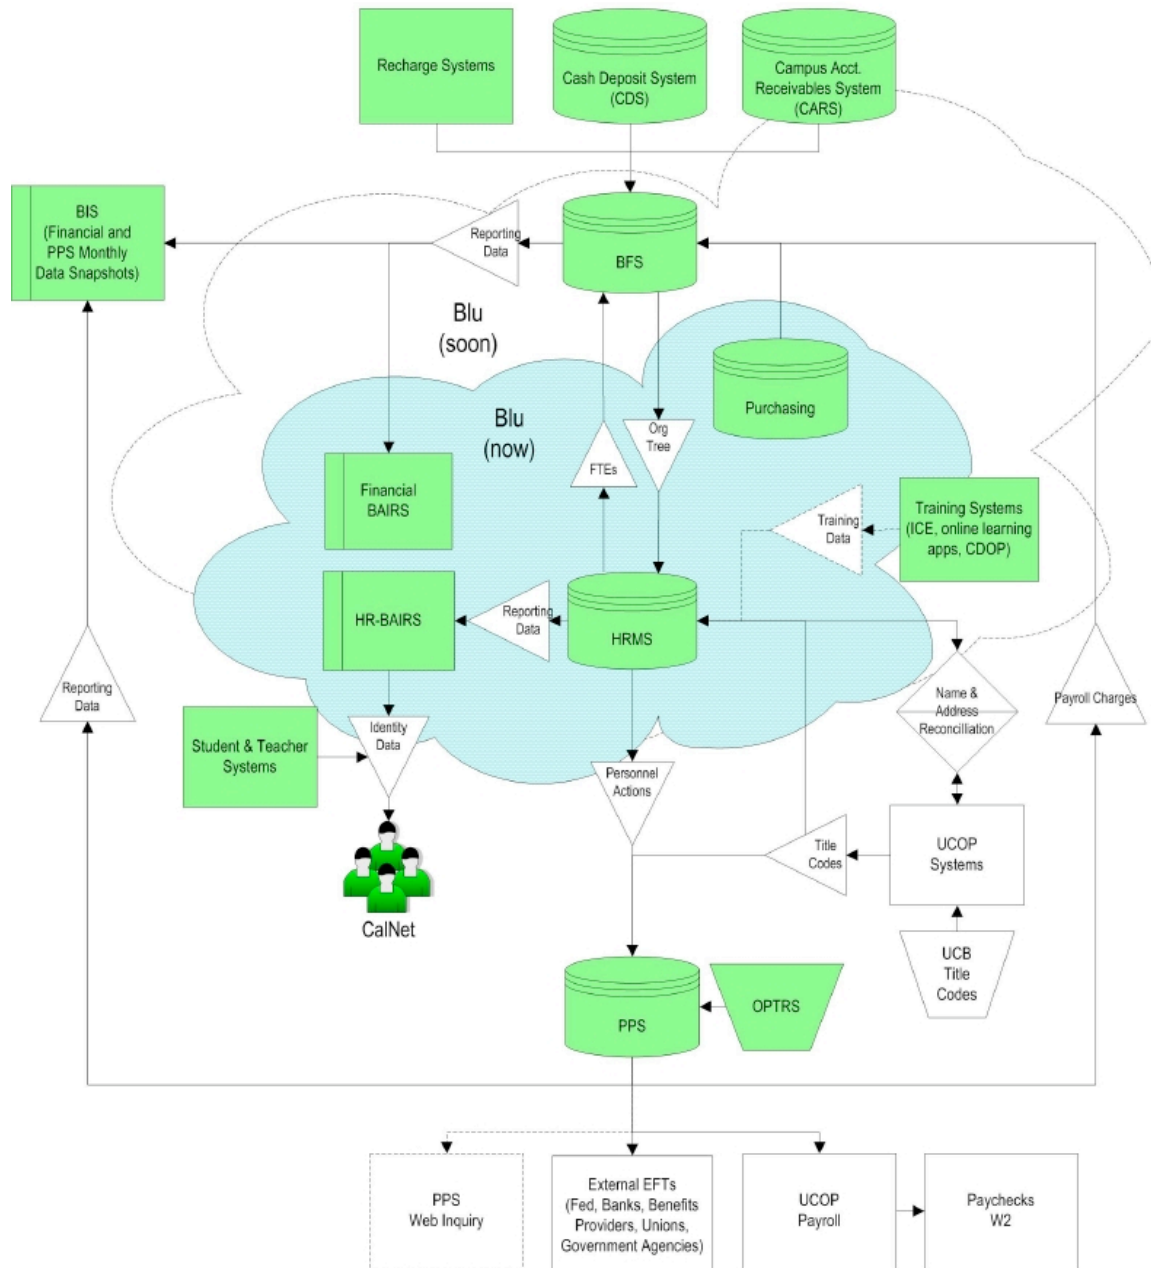 Recharge Systems
Cash Deposit System
(CDS)
Campus Acct.
Receivables System
(CARS)
BIS
(Financial and
PPS Monthly
Data Snapshots)
Reporting
Data
BFS
Blu
(soon)
Purchasing
Blu
(now)
Org
Tree
FTEs
Financial
BAIRS
Training
Data
Training Systems
(ICE, online learning
apps, CDOP)
HR-BAIRS
Reporting
Data
HRMS
Reporting
Data
Name &
Address
Reconcilliation
Payroll Charges
Student & Teacher
Systems
Identity
Data
Personnel
Actions
Title
Codes
UCOP
Systems
CalNet
UCB
Title
Codes
PPS
OPTRS
PPS
Web Inquiry
External EFTs
(Fed, Banks, Benefits
Providers, Unions,
Government Agencies)
UCOP
Payroll
Paychecks
W2